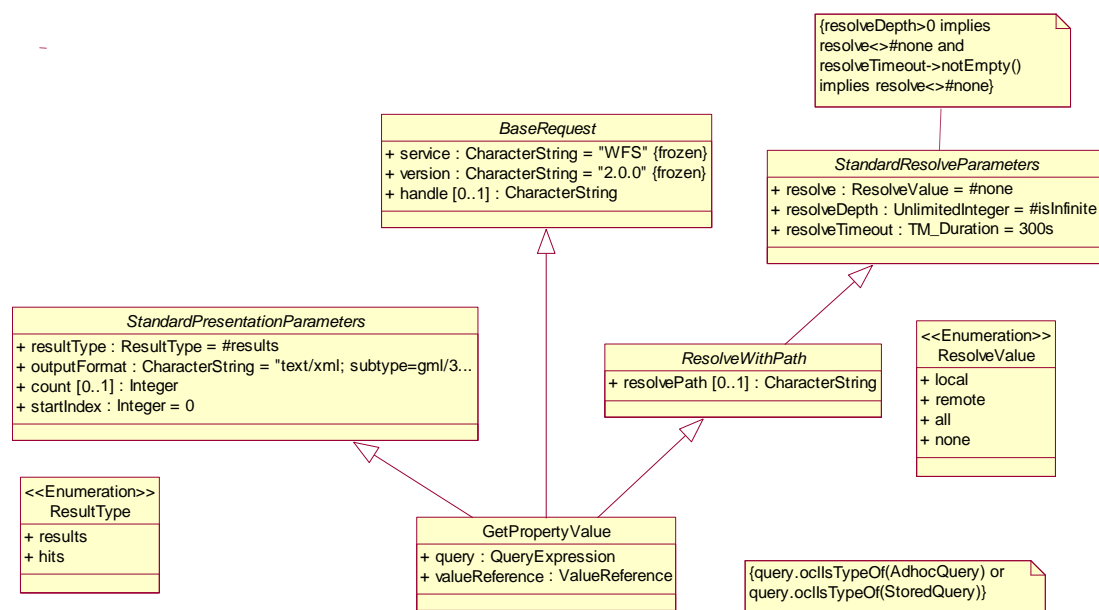 {resolveDepth>0 implies
resolve<>#none and
resolveTimeout->notEmpty()
implies resolve<>#none}
BaseRequest
+ service : CharacterString = "WFS" {frozen}
+ version : CharacterString = "2.0.0" {frozen}
+ handle [0..1] : CharacterString
StandardResolveParameters
+ resolve : ResolveValue = #none
+ resolveDepth : UnlimitedInteger = #isInfinite
+ resolveTimeout : TM_Duration = 300s
StandardPresentationParameters
+ resultType : ResultType = #results
+ outputFormat : CharacterString = "text/xml; subtype=gml/3...
+ count [0..1] : Integer
+ startIndex : Integer = 0
ResolveWithPath
+ resolvePath [0..1] : CharacterString
<<Enumeration>>
ResolveValue
+ local
+ remote
+ all
+ none
<<Enumeration>>
ResultType
+ results
+ hits
GetPropertyValue
+ query : QueryExpression
+ valueReference : ValueReference
{query.oclIsTypeOf(AdhocQuery) or
query.oclIsTypeOf(StoredQuery)}